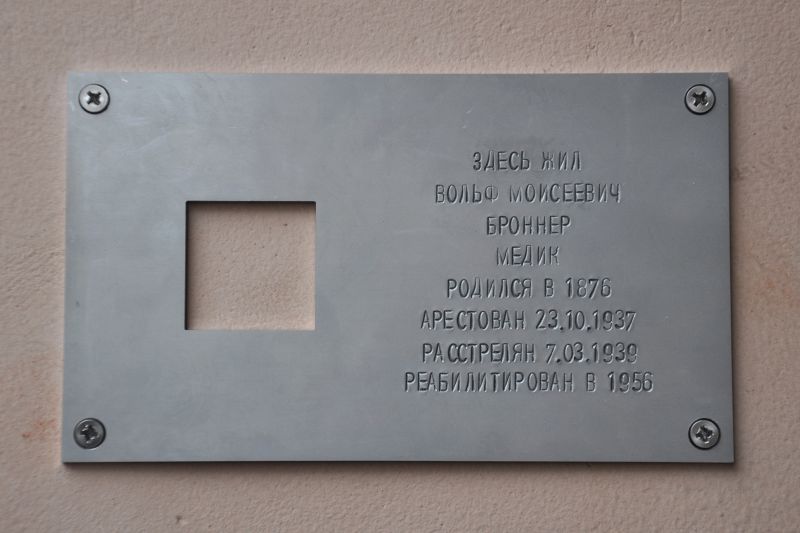 ЗДЕСЬ ЖИЛ
ВОЛЬФ МОИСЕЕВИЧ
БРОННЕР
МЕДИК
РОДИЛСЯ В 1876
АРЕСТОВАН 23.10.1937
РАССТРЕЛЯН 7.03.1939
РЕАБИЛИТИРОВАН В 1956